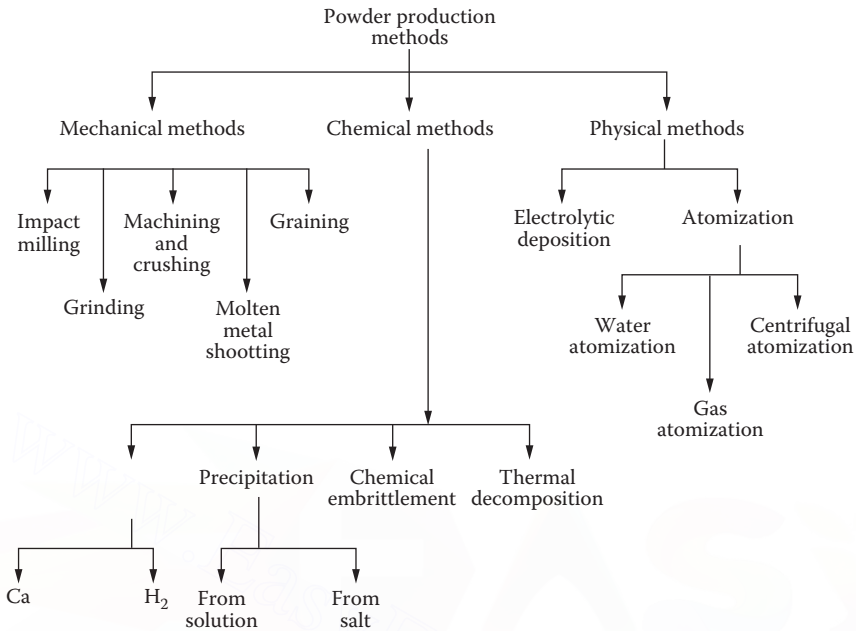 Powder production
methods
Mechanical methods
Chemical methods
Physical methods
Impact
milling
Machining
and
crushing
Graining
Grinding
Molten
metal
shootting
Electrolytic
deposition
Atomization
Water
atomization
Centrifugal
atomization
Gas
atomization
Precipitation
Chemical
embrittlement
Thermal
decomposition
Ca
H₂
From
solution
From
salt